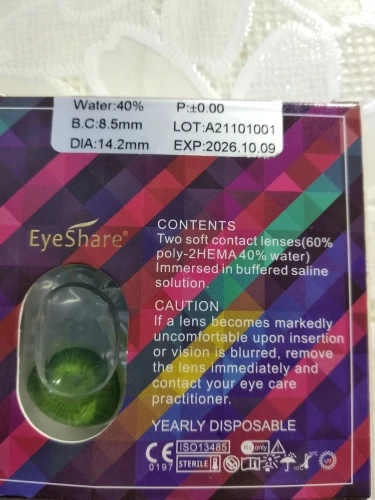 Water:40% P:±0.00
B.C:8.5mm LOT:A21101001
DIA:14.2mm EXP:2026.10.09
EyeShare®
CONTENTS
Two soft contact lenses(60%
poly-2HEMA 40% water)
Immersed in buffered saline
solution.
CAUTION
If a lens becomes markedly
uncomfortable upon insertion
or vision is blurred, remove
the lens immediately and
contact your eye care
practitioner.
YEARLY DISPOSABLE
CE ISO13485 only
0197 STERILE UV